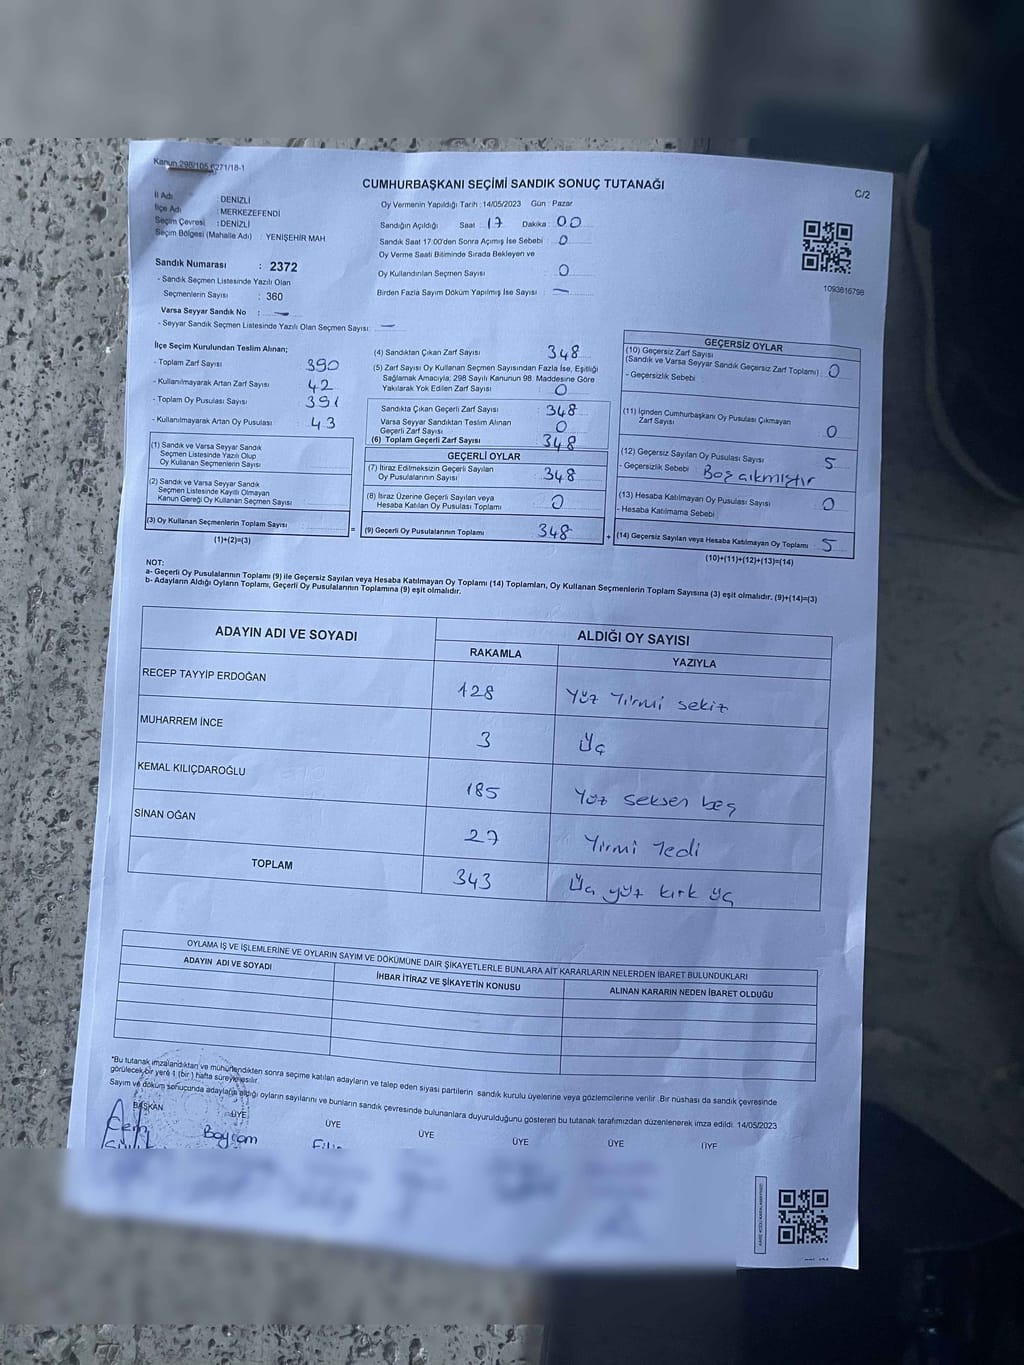 Kanun 298/105,6271/18-1
CUMHURBAŞKANI SEÇİMİ SANDIK SONUÇ TUTANAĞI
C/2
İl Adı : DENİZLİ
İlçe Adı : MERKEZEFENDİ
Seçim Çevresi : DENİZLİ
Seçim Bölgesi (Mahalle Adı) : YENİŞEHİR MAH
Sandık Numarası : 2372
- Sandık Seçmen Listesinde Yazılı Olan
Seçmenlerin Sayısı : 360
Varsa Seyyar Sandık No : —
- Seyyar Sandık Seçmen Listesinde Yazılı Olan Seçmen Sayısı: —
Oy Vermenin Yapıldığı Tarih : 14/05/2023 Gün : Pazar
Sandığın Açıldığı Saat : 17 Dakika : 00
Sandık Saat 17:00'den Sonra Açımış İse Sebebi : 0
Oy Verme Saati Bitiminde Sırada Bekleyen ve
Oy Kullandırılan Seçmen Sayısı : 0
Birden Fazla Sayım Döküm Yapılmış İse Sayısı : —
1093816798
İlçe Seçim Kurulundan Teslim Alınan;
- Toplam Zarf Sayısı : 390
- Kullanılmayarak Artan Zarf Sayısı : 42
- Toplam Oy Pusulası Sayısı : 391
- Kullanılmayarak Artan Oy Pusulası : 43
(1) Sandık ve Varsa Seyyar Sandık
Seçmen Listesinde Yazılı Olup
Oy Kullanan Seçmenlerin Sayısı
(2) Sandık ve Varsa Seyyar Sandık
Seçmen Listesinde Kayıtlı Olmayan
Kanun Gereği Oy Kullanan Seçmen Sayısı
(3) Oy Kullanan Seçmenlerin Toplam Sayısı
(1)+(2)=(3)
=
(4) Sandıktan Çıkan Zarf Sayısı : 348
(5) Zarf Sayısı Oy Kullanan Seçmen Sayısından Fazla İse, Eşitliği
Sağlamak Amacıyla; 298 Sayılı Kanunun 98. Maddesine Göre
Yakılarak Yok Edilen Zarf Sayısı : 0
Sandıkta Çıkan Geçerli Zarf Sayısı : 348
Varsa Seyyar Sandıktan Teslim Alınan
Geçerli Zarf Sayısı : 0
(6) Toplam Geçerli Zarf Sayısı : 348
GEÇERLİ OYLAR
(7) İtiraz Edilmeksizin Geçerli Sayılan
Oy Pusulasının Sayısı : 348
(8) İtiraz Üzerine Geçerli Sayılan veya
Hesaba Katılan Oy Pusulası Toplamı : 0
(9) Geçerli Oy Pusulalarının Toplamı : 348
+
GEÇERSİZ OYLAR
(10) Geçersiz Zarf Sayısı
(Sandık ve Varsa Seyyar Sandık Geçersiz Zarf Toplamı) : 0
- Geçersizlik Sebebi :
(11) İçinden Cumhurbaşkanı Oy Pusulası Çıkmayan
Zarf Sayısı : 0
(12) Geçersiz Sayılan Oy Pusulası Sayısı : 5
- Geçersizlik Sebebi : Boş çıkmıştır
(13) Hesaba Katılmayan Oy Pusulası Sayısı : 0
- Hesaba Katılmama Sebebi :
(14) Geçersiz Sayılan veya Hesaba Katılmayan Oy Toplamı : 5
(10)+(11)+(12)+(13)=(14)
NOT:
a- Geçerli Oy Pusulalarının Toplamı (9) ile Geçersiz Sayılan veya Hesaba Katılmayan Oy Toplamı (14) Toplamları, Oy Kullanan Seçmenlerin Toplam Sayısına (3) eşit olmalıdır. (9)+(14)=(3)
b- Adayların Aldığı Oyların Toplamı, Geçerli Oy Pusulalarının Toplamına (9) eşit olmalıdır.
ADAYIN ADI VE SOYADI ALDIĞI OY SAYISI
RAKAMLA YAZIYLA
RECEP TAYYİP ERDOĞAN 128 Yüz Yirmi sekiz
MUHARREM İNCE 3 Üç
KEMAL KILIÇDAROĞLU 185 Yüz seksen beş
SİNAN OĞAN 27 Yirmi Yedi
TOPLAM 343 Üç yüz kırk üç
OYLAMA İŞ VE İŞLEMLERİNE VE OYLARIN SAYIM VE DÖKÜMÜNE DAİR ŞİKAYETLERLE BUNLARA AİT KARARLARIN NELERDEN İBARET BULUNDUKLARI
ADAYIN ADI VE SOYADI İHBAR İTİRAZ VE ŞİKAYETİN KONUSU ALINAN KARARIN NEDEN İBARET OLDUĞU
*Bu tutanak imzalandıktan ve mühürlendikten sonra seçime katılan adayların ve talep eden siyasi partilerin sandık kurulu üyelerine veya gözlemcilerine verilir .Bir nüshası da sandık çevresinde
görülecek bir yere 1 (bir) hafta süreyle asılır.
Sayım ve döküm sonucunda adayların aldığı oyların sayılarını ve bunların sandık çevresinde bulunanlara duyurulduğunu gösteren bu tutanak tarafımızdan düzenlenerek imza edildi. 14/05/2023
BAŞKAN ÜYE ÜYE ÜYE ÜYE ÜYE ÜYE
Cem Bayram